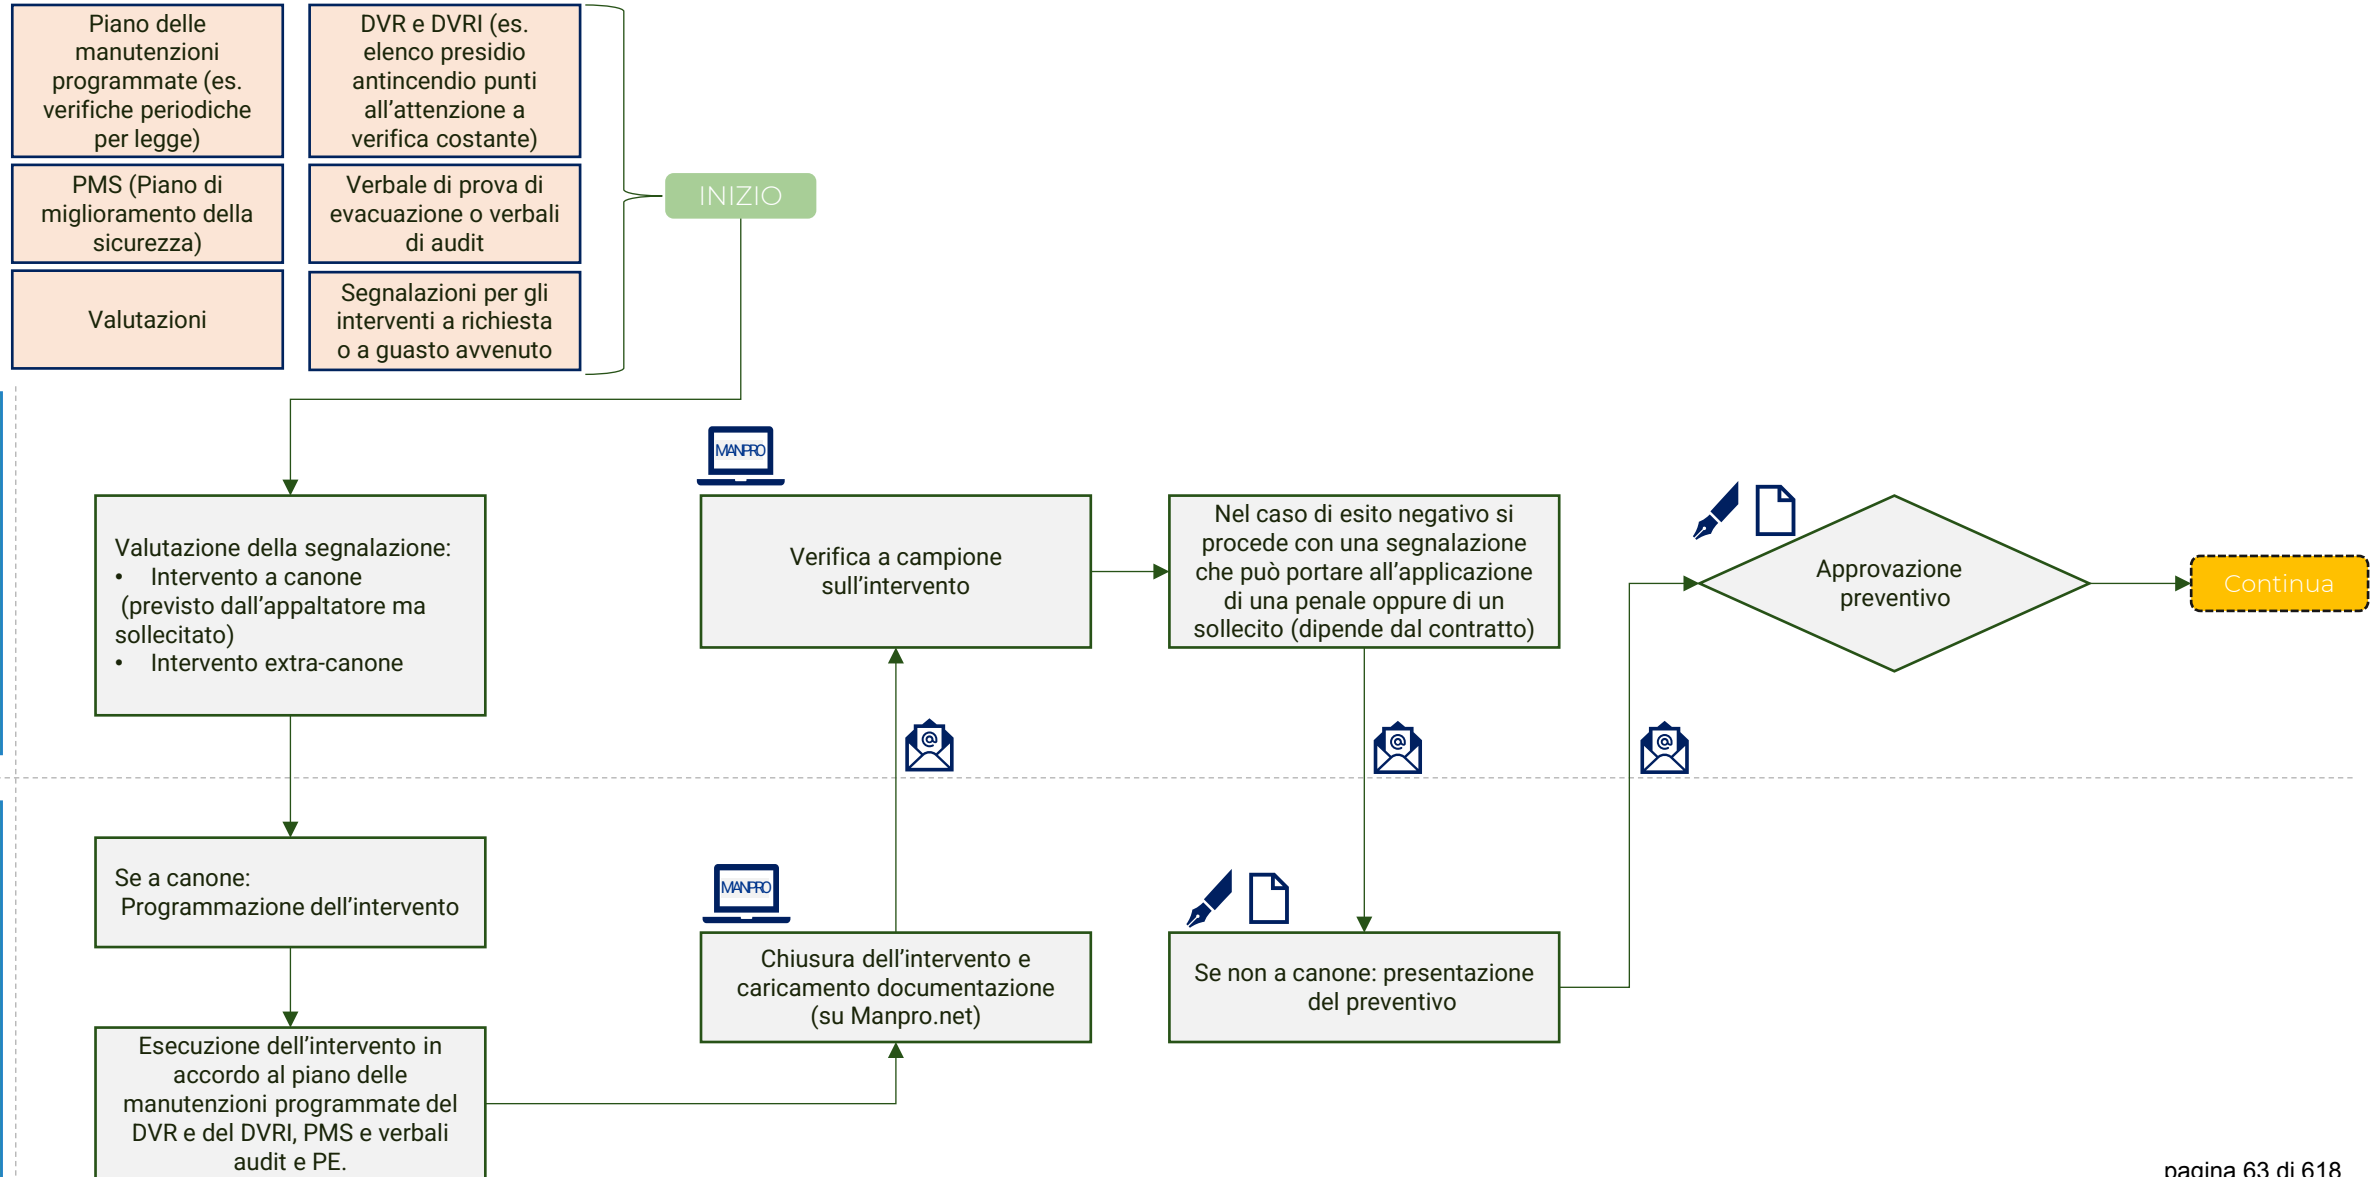 Piano delle
manutenzioni
programmate (es.
verifiche periodiche
per legge)
DVR e DVRI (es.
elenco presidio
antincendio punti
all’attenzione a
verifica costante)
PMS (Piano di
miglioramento della
sicurezza)
Verbale di prova di
evacuazione o verbali
di audit
Valutazioni
Segnalazioni per gli
interventi a richiesta
o a guasto avvenuto
INIZIO
Valutazione della segnalazione:
• Intervento a canone
(previsto dall’appaltatore ma
sollecitato)
• Intervento extra-canone
MANPRO
Verifica a campione
sull’intervento
Nel caso di esito negativo si
procede con una segnalazione
che può portare all’applicazione
di una penale oppure di un
sollecito (dipende dal contratto)
Approvazione
preventivo
Continua
@
@
@
Se a canone:
Programmazione dell’intervento
MANPRO
Chiusura dell’intervento e
caricamento documentazione
(su Manpro.net)
Se non a canone: presentazione
del preventivo
Esecuzione dell’intervento in
accordo al piano delle
manutenzioni programmate del
DVR e del DVRI, PMS e verbali
audit e PE.
pagina 63 di 618